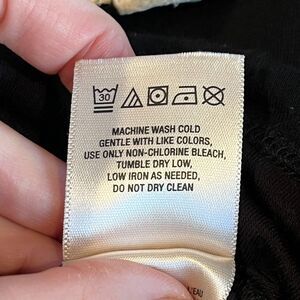 30
MACHINE WASH COLD
GENTLE WITH LIKE COLORS,
USE ONLY NON-CHLORINE BLEACH,
TUMBLE DRY LOW,
LOW IRON AS NEEDED,
DO NOT DRY CLEAN
L'EAU